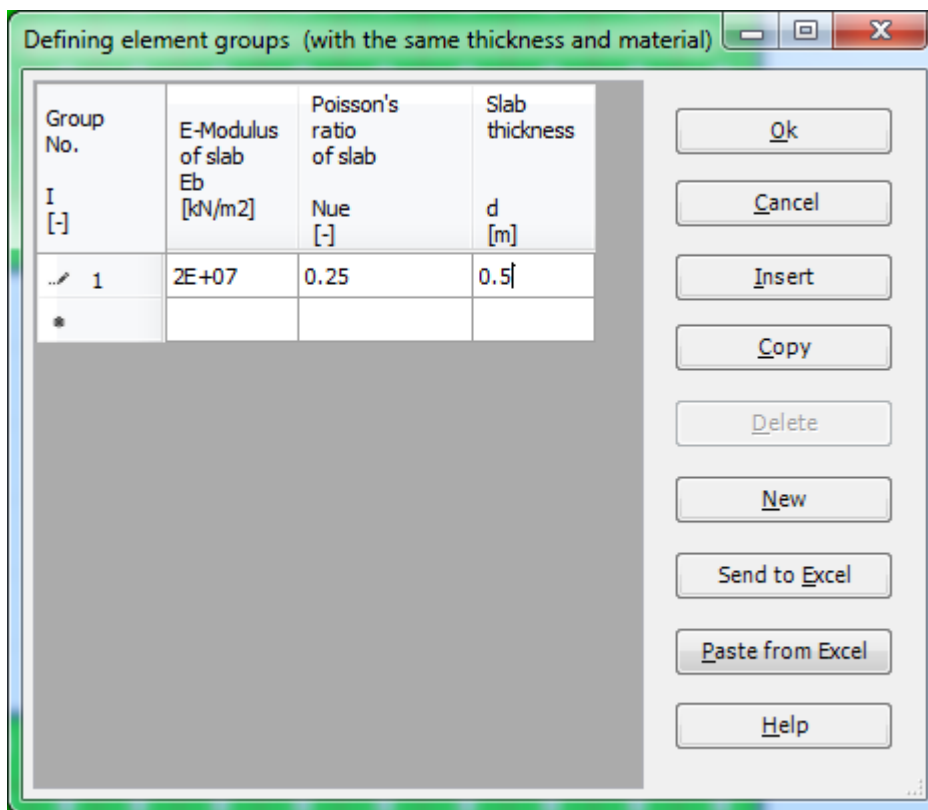 Defining element groups (with the same thickness and material)
Group
No.
I
[-]
E-Modulus
of slab
Eb
[kN/m2]
Poisson's
ratio
of slab
Nue
[-]
Slab
thickness
d
[m]
1
2E+07
0.25
0.5
Ok
Cancel
Insert
Copy
Delete
New
Send to Excel
Paste from Excel
Help